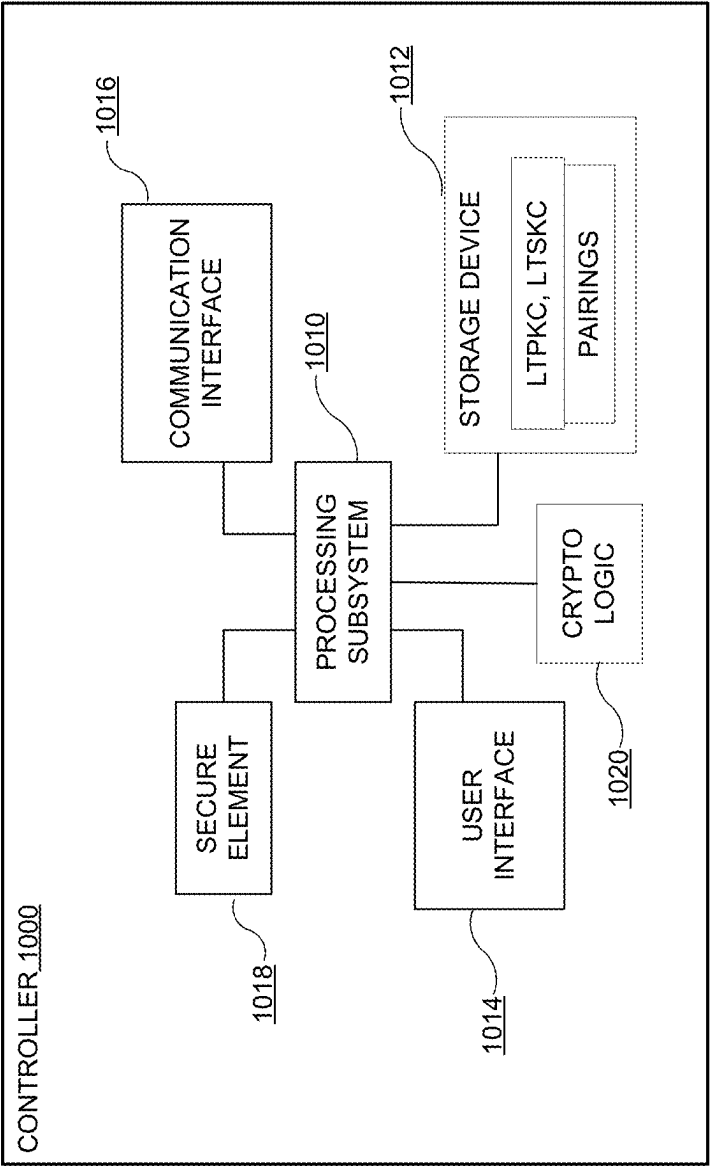 CONTROLLER 1000
SECURE
ELEMENT
1018
COMMUNICATION
INTERFACE
1016
PROCESSING
SUBSYSTEM
1010
USER
INTERFACE
1014
CRYPTO
LOGIC
1020
STORAGE DEVICE
1012
LTPKC, LTSKC
PAIRINGS